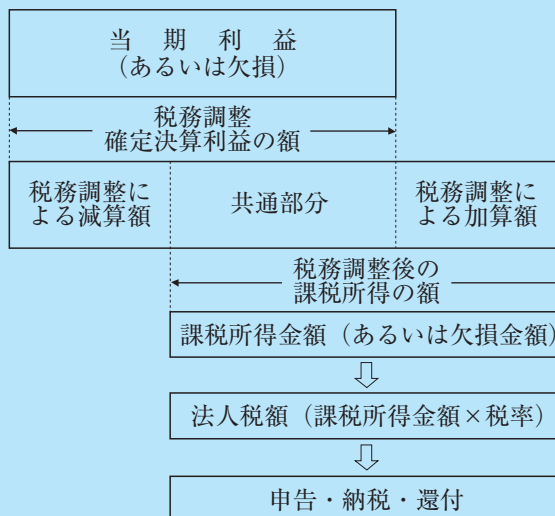 当期利益
（あるいは欠損）
税務調整
確定決算利益の額
税務調整に
よる減算額
共通部分
税務調整に
よる加算額
税務調整後の
課税所得の額
課税所得金額（あるいは欠損金額）
法人税額（課税所得金額×税率）
申告・納税・還付